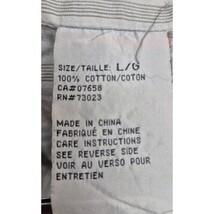 SIZE/TAILLE: L/G
100% COTTON/COTON
CA#07658
RN#73023
MADE IN CHINA
FABRIQUÉ EN CHINE
CARE INSTRUCTIONS
SEE REVERSE SIDE
VOIR AU VERSO POUR
ENTRETIEN